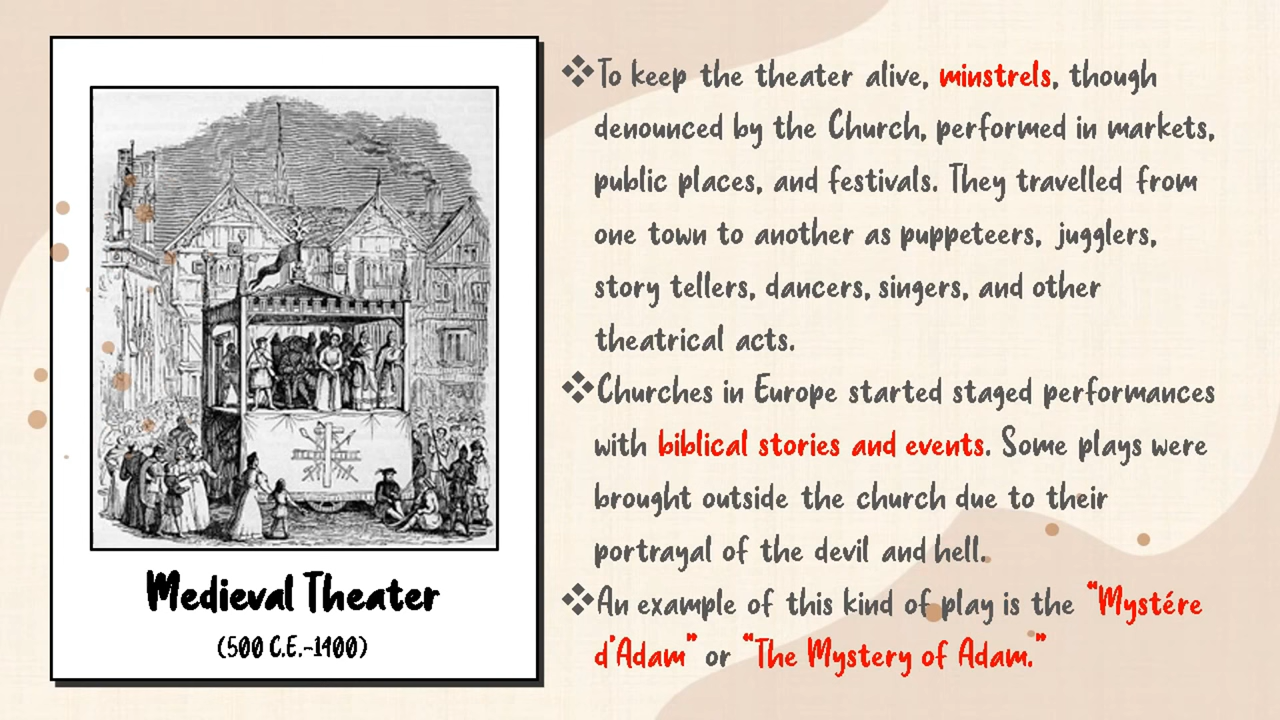 To keep the theater alive, minstrels, though
denounced by the Church, performed in markets,
public places, and festivals. They travelled from
one town to another as puppeteers, jugglers,
story tellers, dancers, singers, and other
theatrical acts.
Churches in Europe started staged performances
with biblical stories and events. Some plays were
brought outside the church due to their
portrayal of the devil and hell.
An example of this kind of play is the "Mystére
d'Adam" or "The Mystery of Adam."
Medieval Theater
(500 C.E.-1400)